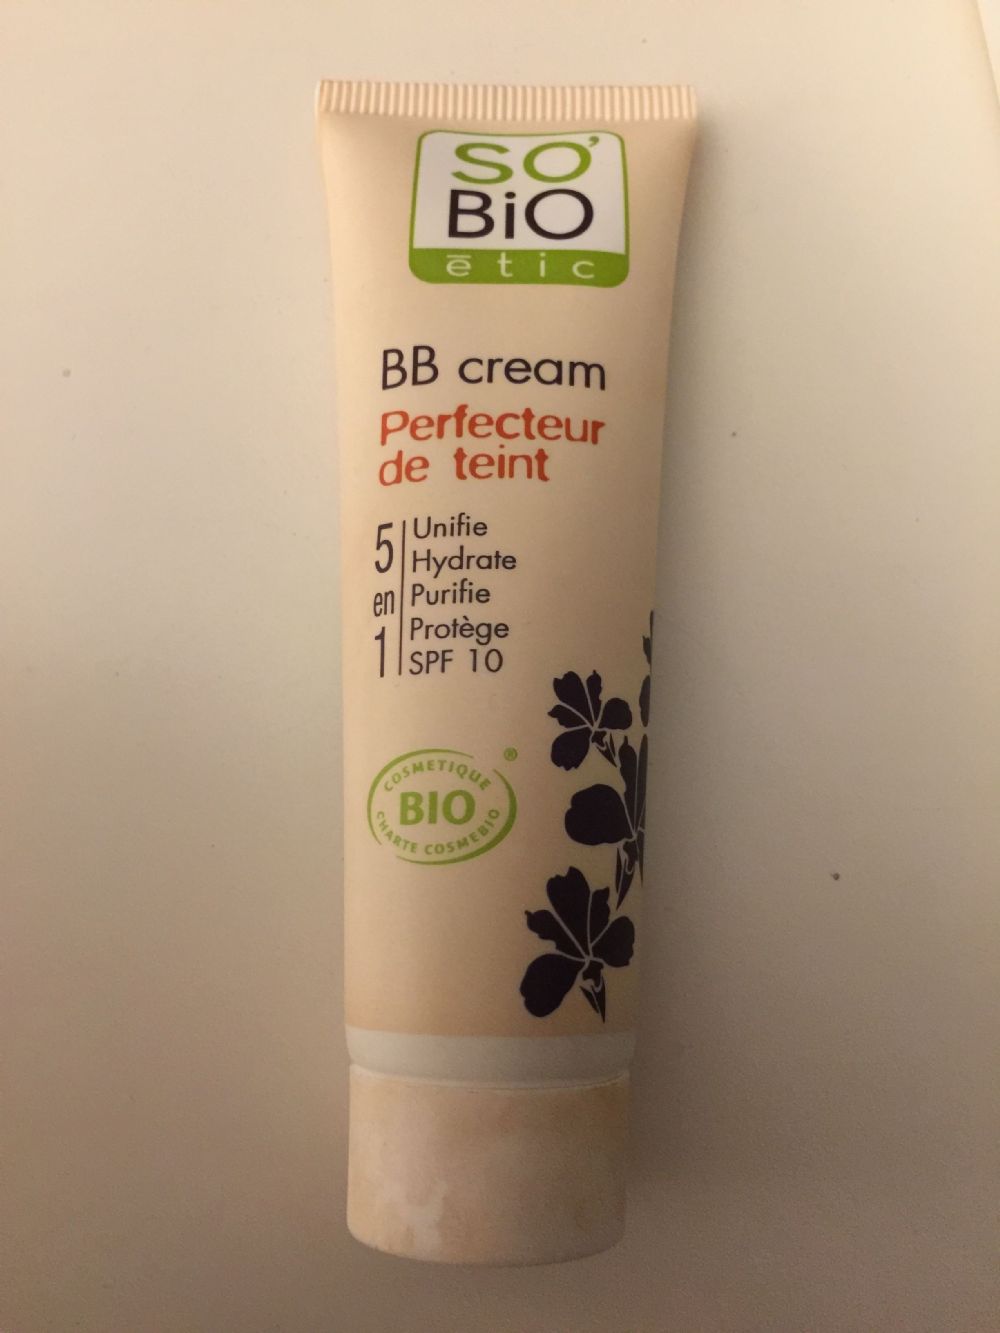 SO'
BiO
ētic
BB cream
Perfecteur
de teint
5 en 1
Unifie
Hydrate
Purifie
Protège
SPF 10
COSMETIQUE
BIO
®
CHARTE COSMEBIO